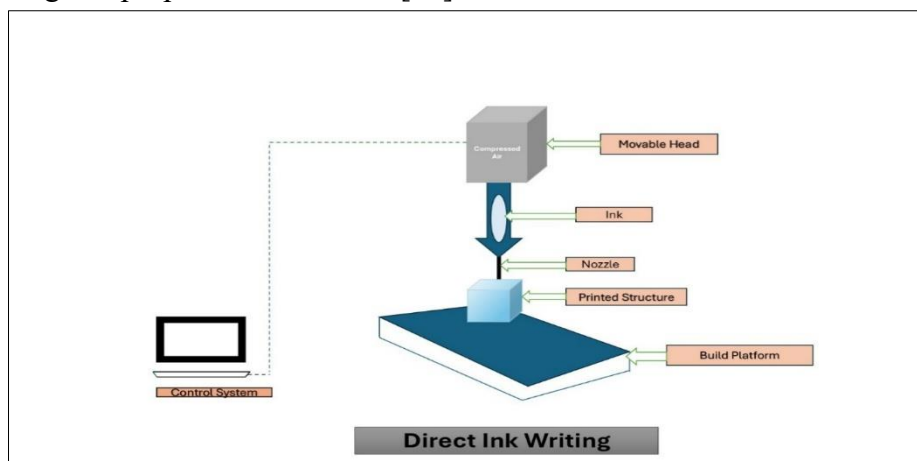 Compressed
Air
Movable Head
Ink
Nozzle
Printed Structure
Build Platform
Control System
Direct Ink Writing